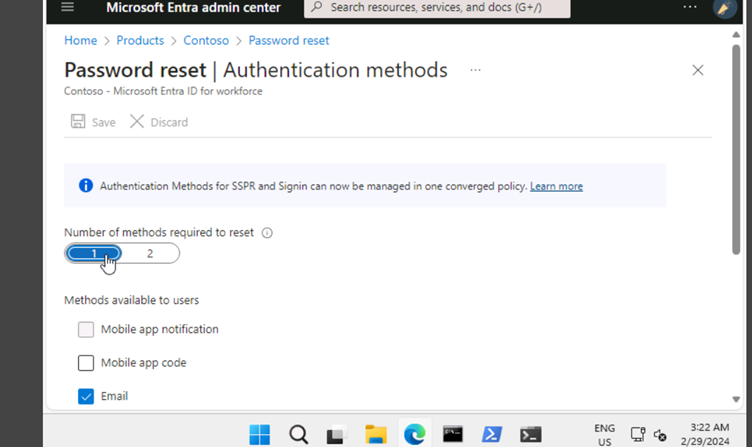 Microsoft Entra admin center
Search resources, services, and docs (G+/)
Home > Products > Contoso > Password reset
Password reset | Authentication methods
Contoso - Microsoft Entra ID for workforce
Save Discard
Authentication Methods for SSPR and Signin can now be managed in one converged policy. Learn more
Number of methods required to reset
1 2
Methods available to users
Mobile app notification
Mobile app code
Email
ENG
US
3:22 AM
2/29/2024